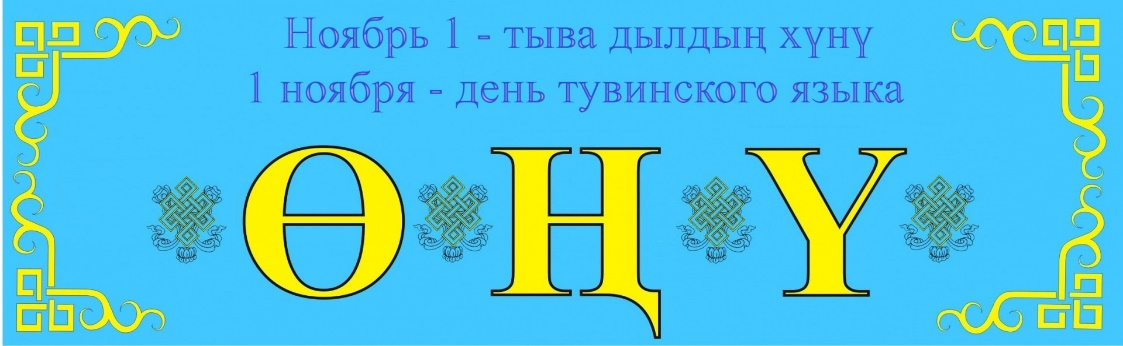 Ноябрь 1 - тыва дылдың хүнү
1 ноября - день тувинского языка
Ө Ң Ү